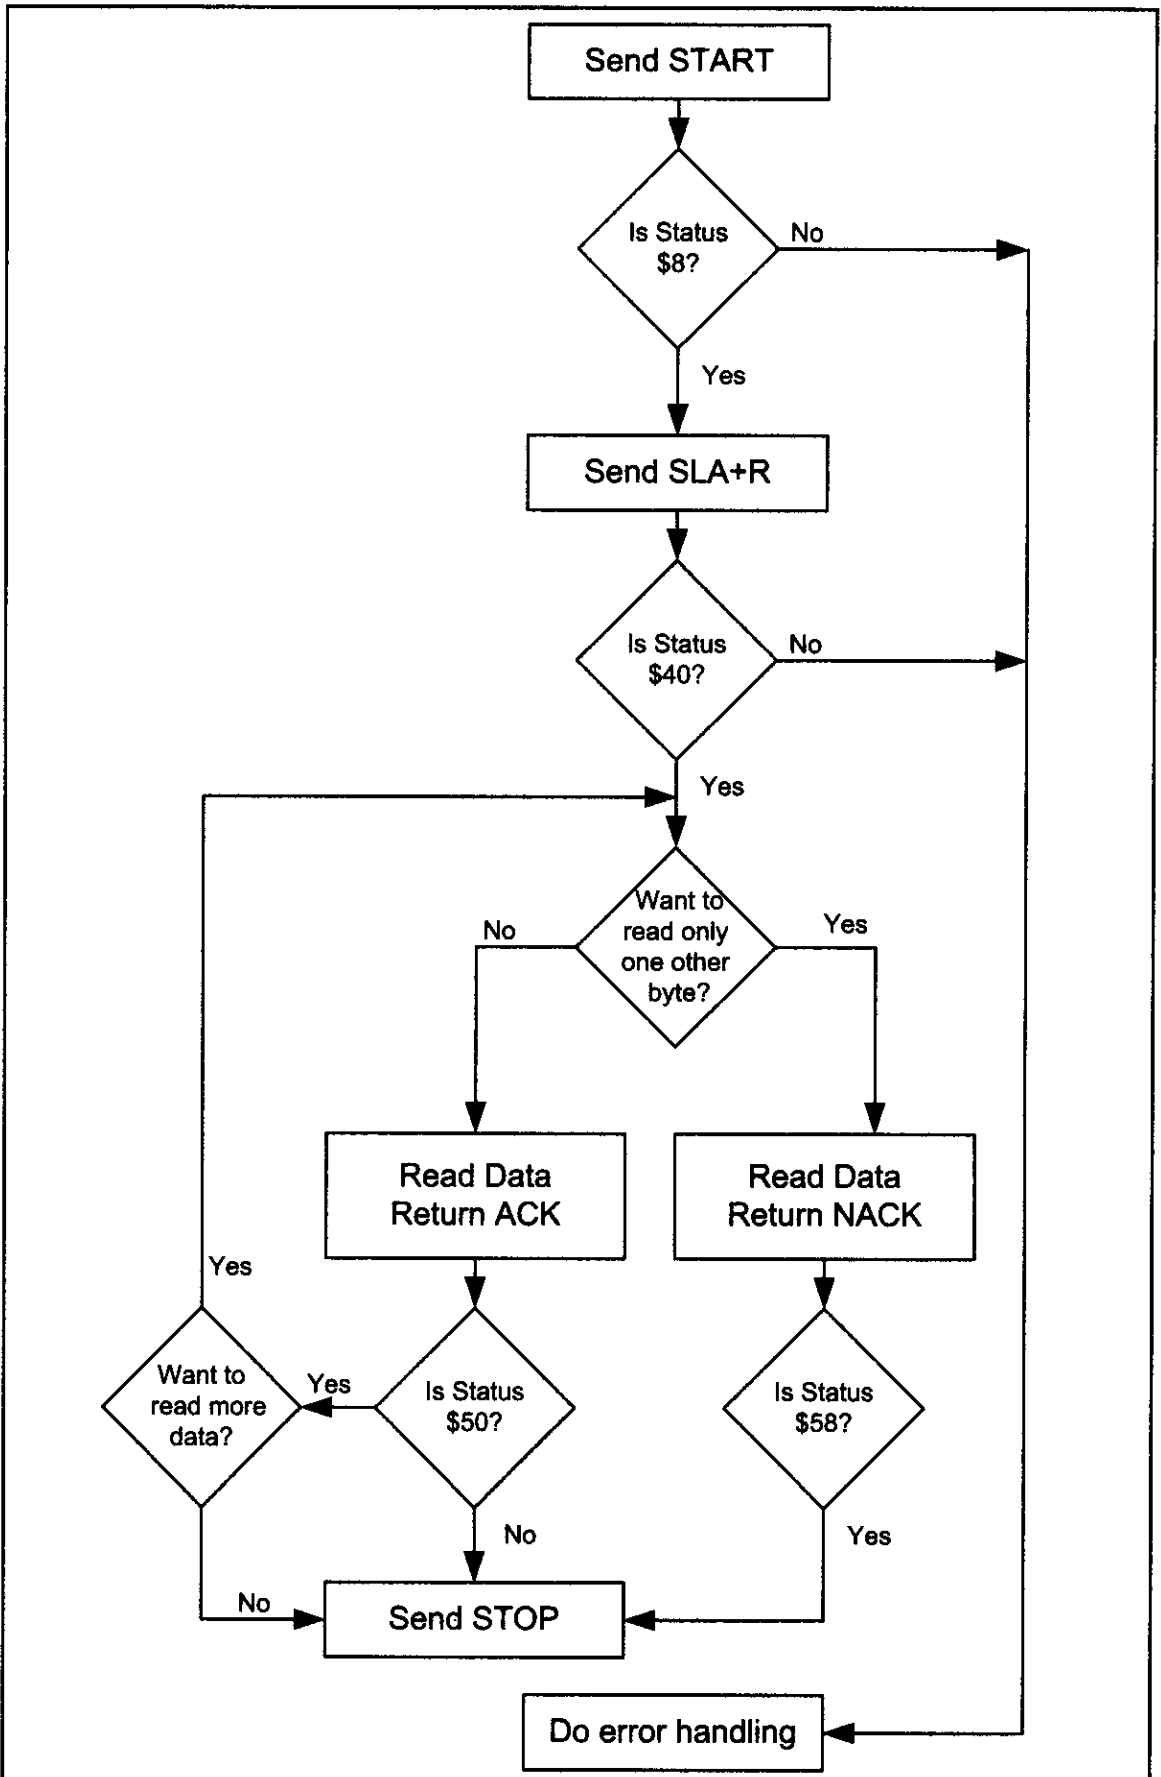 Send START
Is Status
$8?
No
Yes
Send SLA+R
Is Status
$40?
No
Yes
Want to
read only
one other
byte?
No
Yes
Read Data
Return ACK
Read Data
Return NACK
Yes
Want to
read more
data?
Yes
Is Status
$50?
Is Status
$58?
No
Yes
No
Send STOP
Do error handling